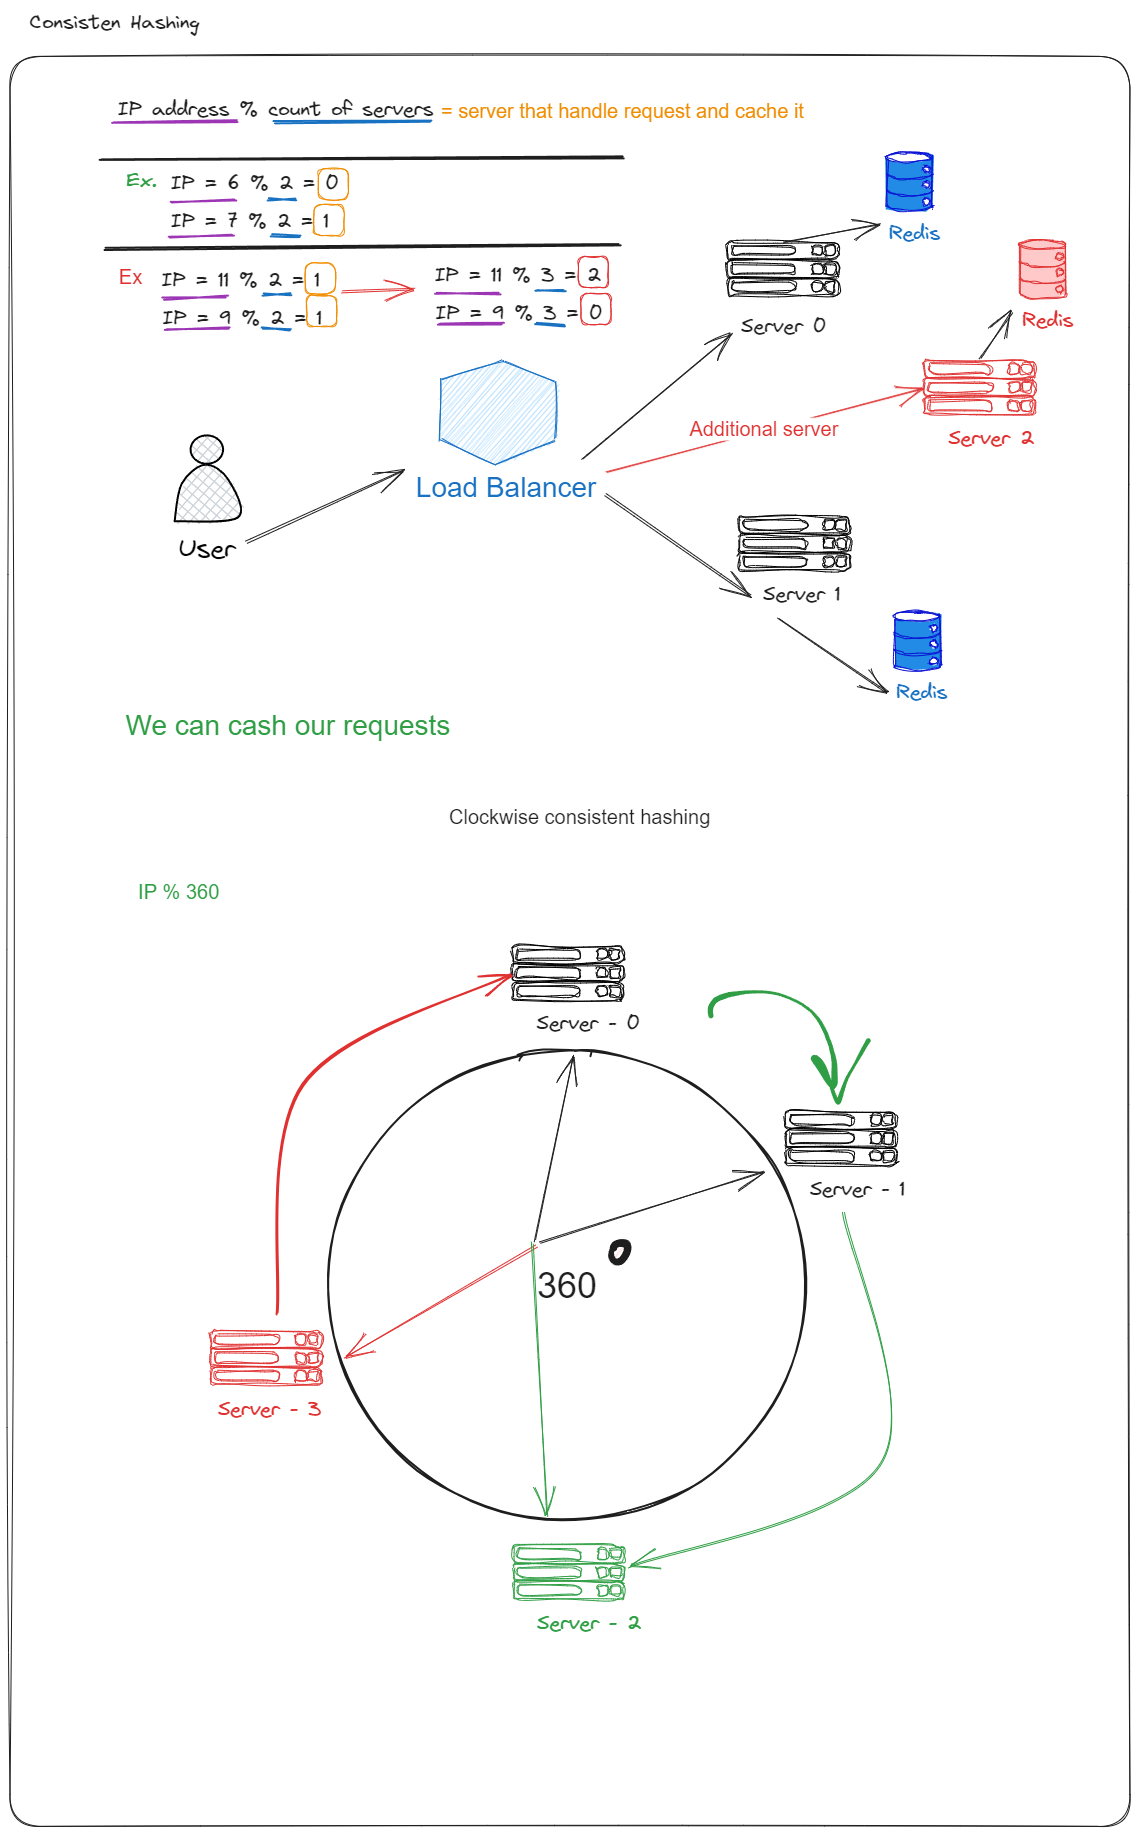 Consisten Hashing
IP address % count of servers = server that handle request and cache it
Ex. IP = 6 % 2 = 0
IP = 7 % 2 = 1
Ex IP = 11 % 2 = 1
IP = 9 % 2 = 1
IP = 11 % 3 = 2
IP = 9 % 3 = 0
Redis
Server 0
Redis
Server 2
Additional server
Load Balancer
User
Server 1
Redis
We can cash our requests
Clockwise consistent hashing
IP % 360
Server - 0
Server - 1
360
Server - 3
Server - 2